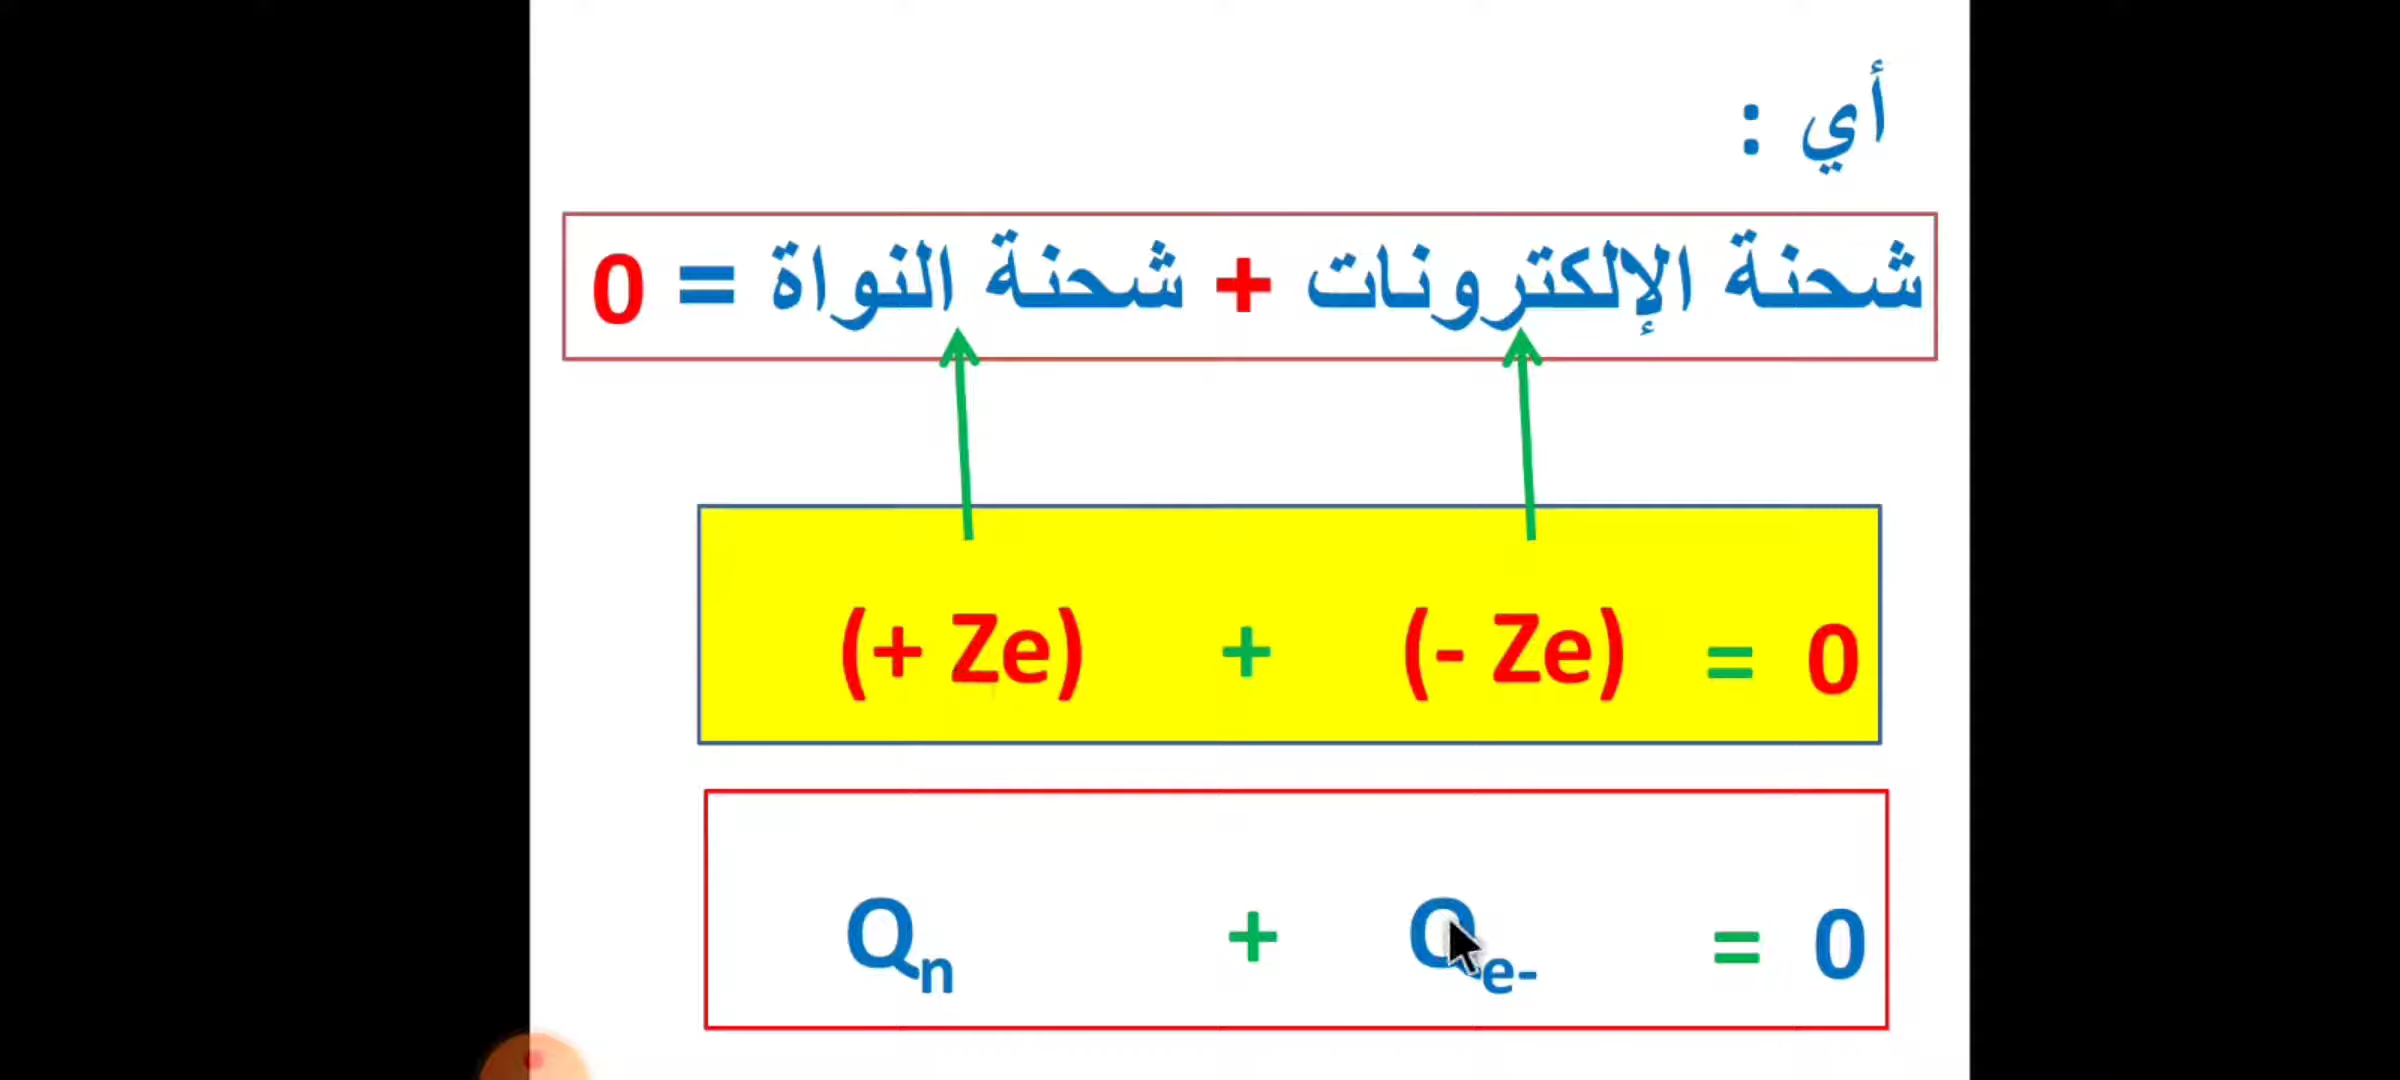 أي :
شحنة الإلكترونات + شحنة النواة = 0
(+ Ze) + (- Ze) = 0
Qn + Qe- = 0